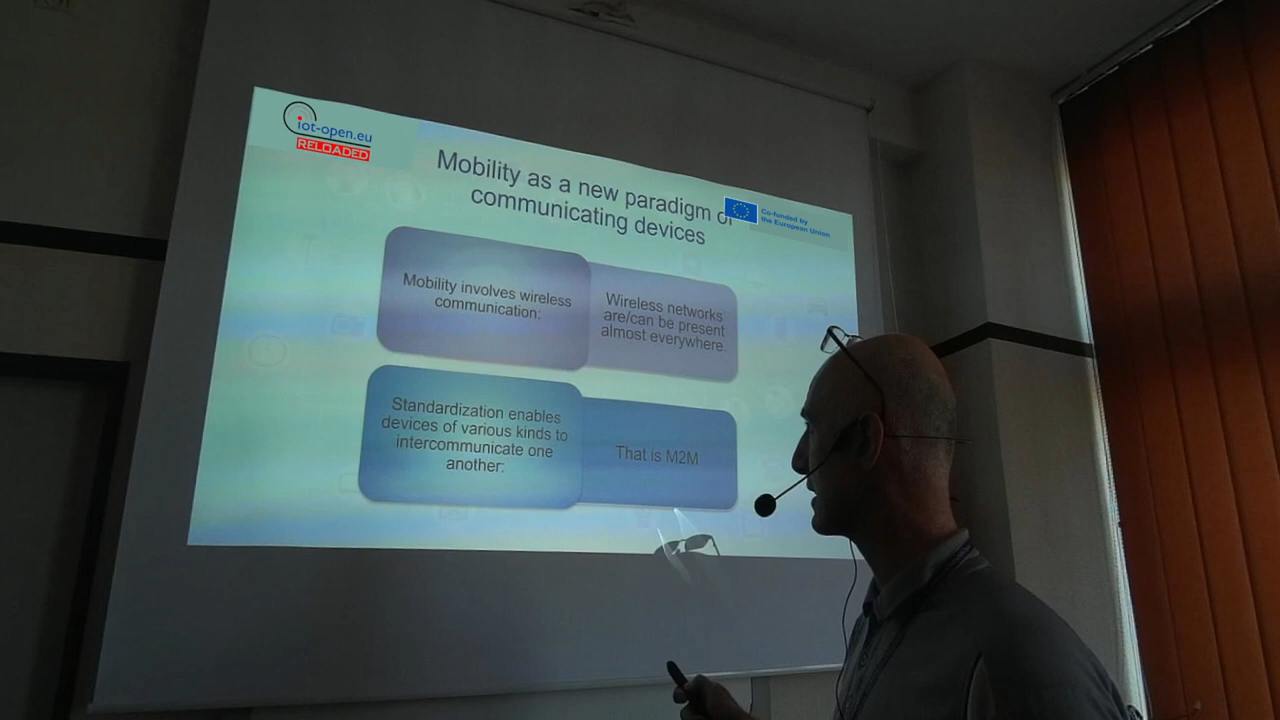 iot-open.eu
RELOADED
Mobility as a new paradigm of
communicating devices
Co-funded by
the European Union
Mobility involves wireless
communication:
Wireless networks
are/can be present
almost everywhere.
Standardization enables
devices of various kinds to
intercommunicate one
another:
That is M2M